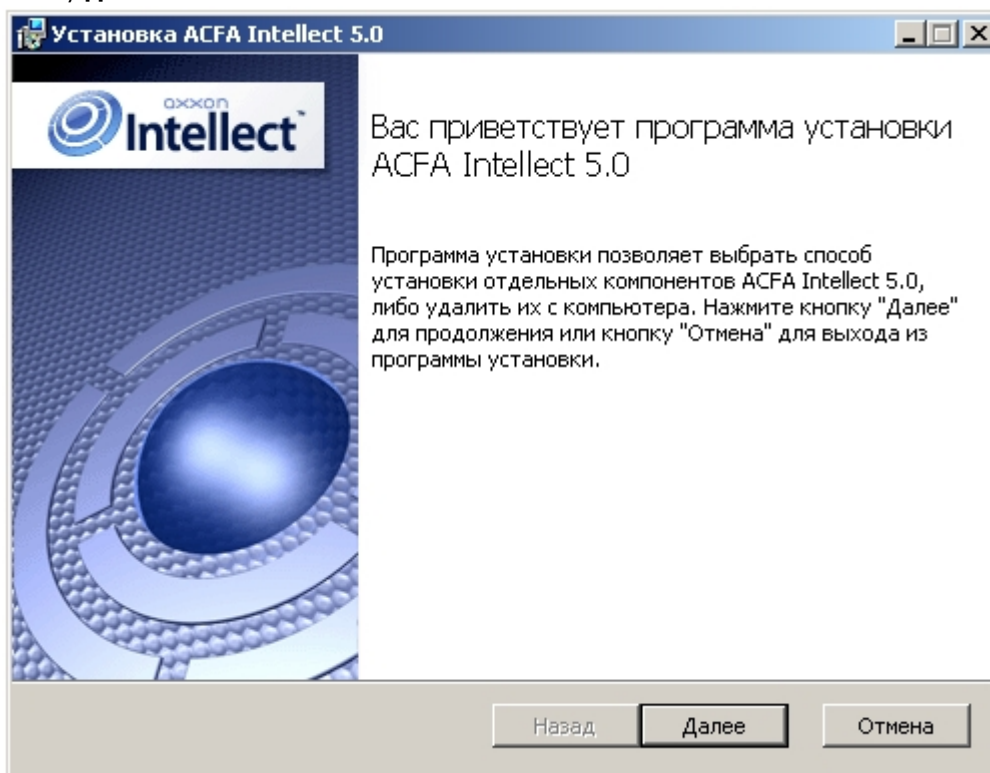 Установка ACFA Intellect 5.0
axxon
Intellect™
Вас приветствует программа установки
ACFA Intellect 5.0
Программа установки позволяет выбрать способ
установки отдельных компонентов ACFA Intellect 5.0,
либо удалить их с компьютера. Нажмите кнопку "Далее"
для продолжения или кнопку "Отмена" для выхода из
программы установки.
Назад
Далее
Отмена